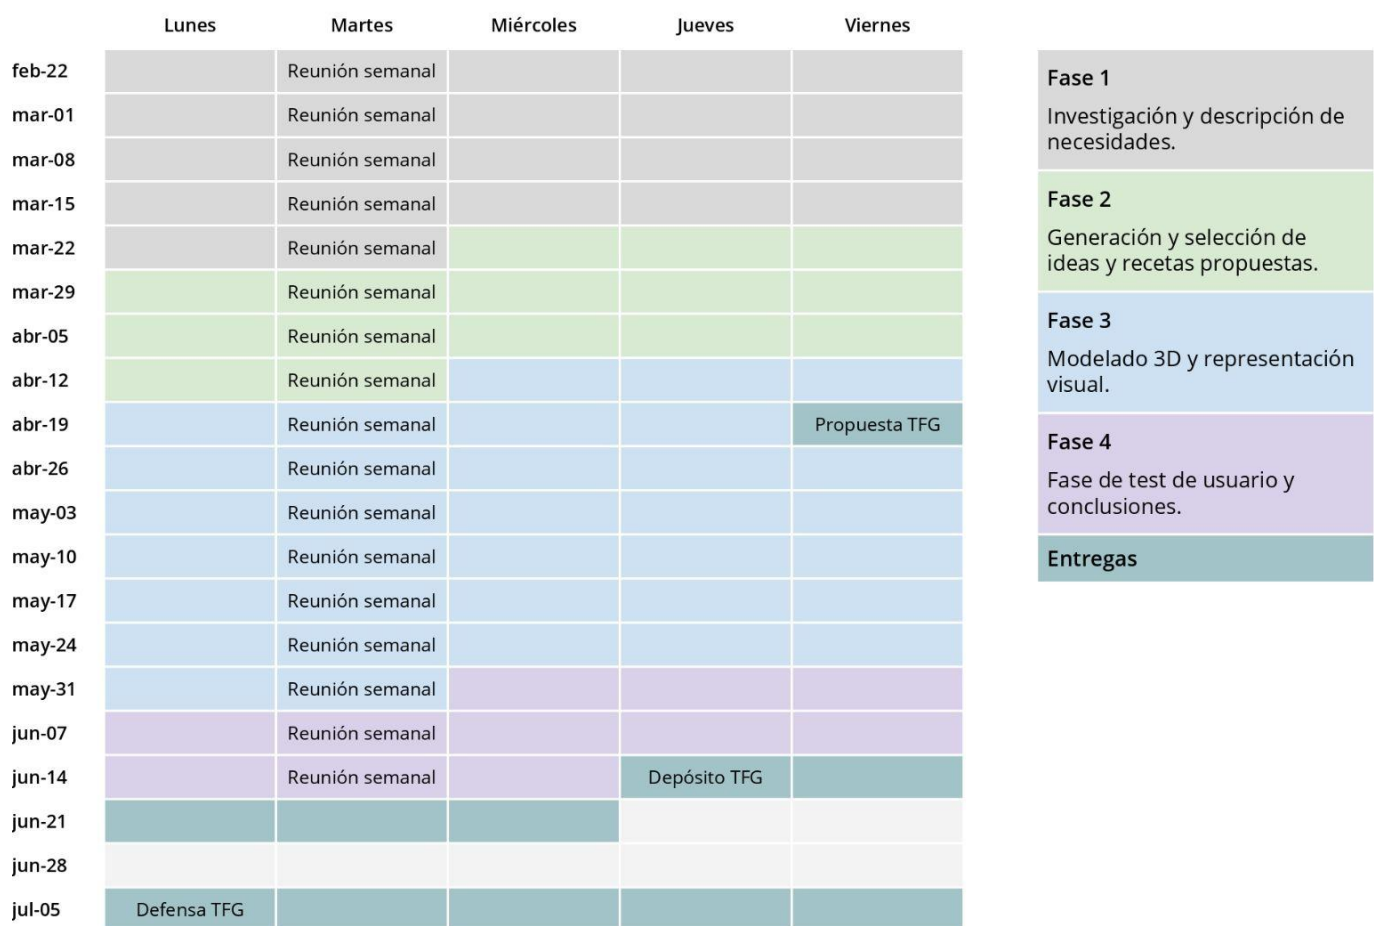 Lunes Martes Miércoles Jueves Viernes
feb-22 Reunión semanal
mar-01 Reunión semanal
mar-08 Reunión semanal
mar-15 Reunión semanal
mar-22 Reunión semanal
mar-29 Reunión semanal
abr-05 Reunión semanal
abr-12 Reunión semanal
abr-19 Reunión semanal Propuesta TFG
abr-26 Reunión semanal
may-03 Reunión semanal
may-10 Reunión semanal
may-17 Reunión semanal
may-24 Reunión semanal
may-31 Reunión semanal
jun-07 Reunión semanal
jun-14 Reunión semanal Depósito TFG
jun-21
jun-28
jul-05 Defensa TFG
Fase 1
Investigación y descripción de
necesidades.
Fase 2
Generación y selección de
ideas y recetas propuestas.
Fase 3
Modelado 3D y representación
visual.
Fase 4
Fase de test de usuario y
conclusiones.
Entregas